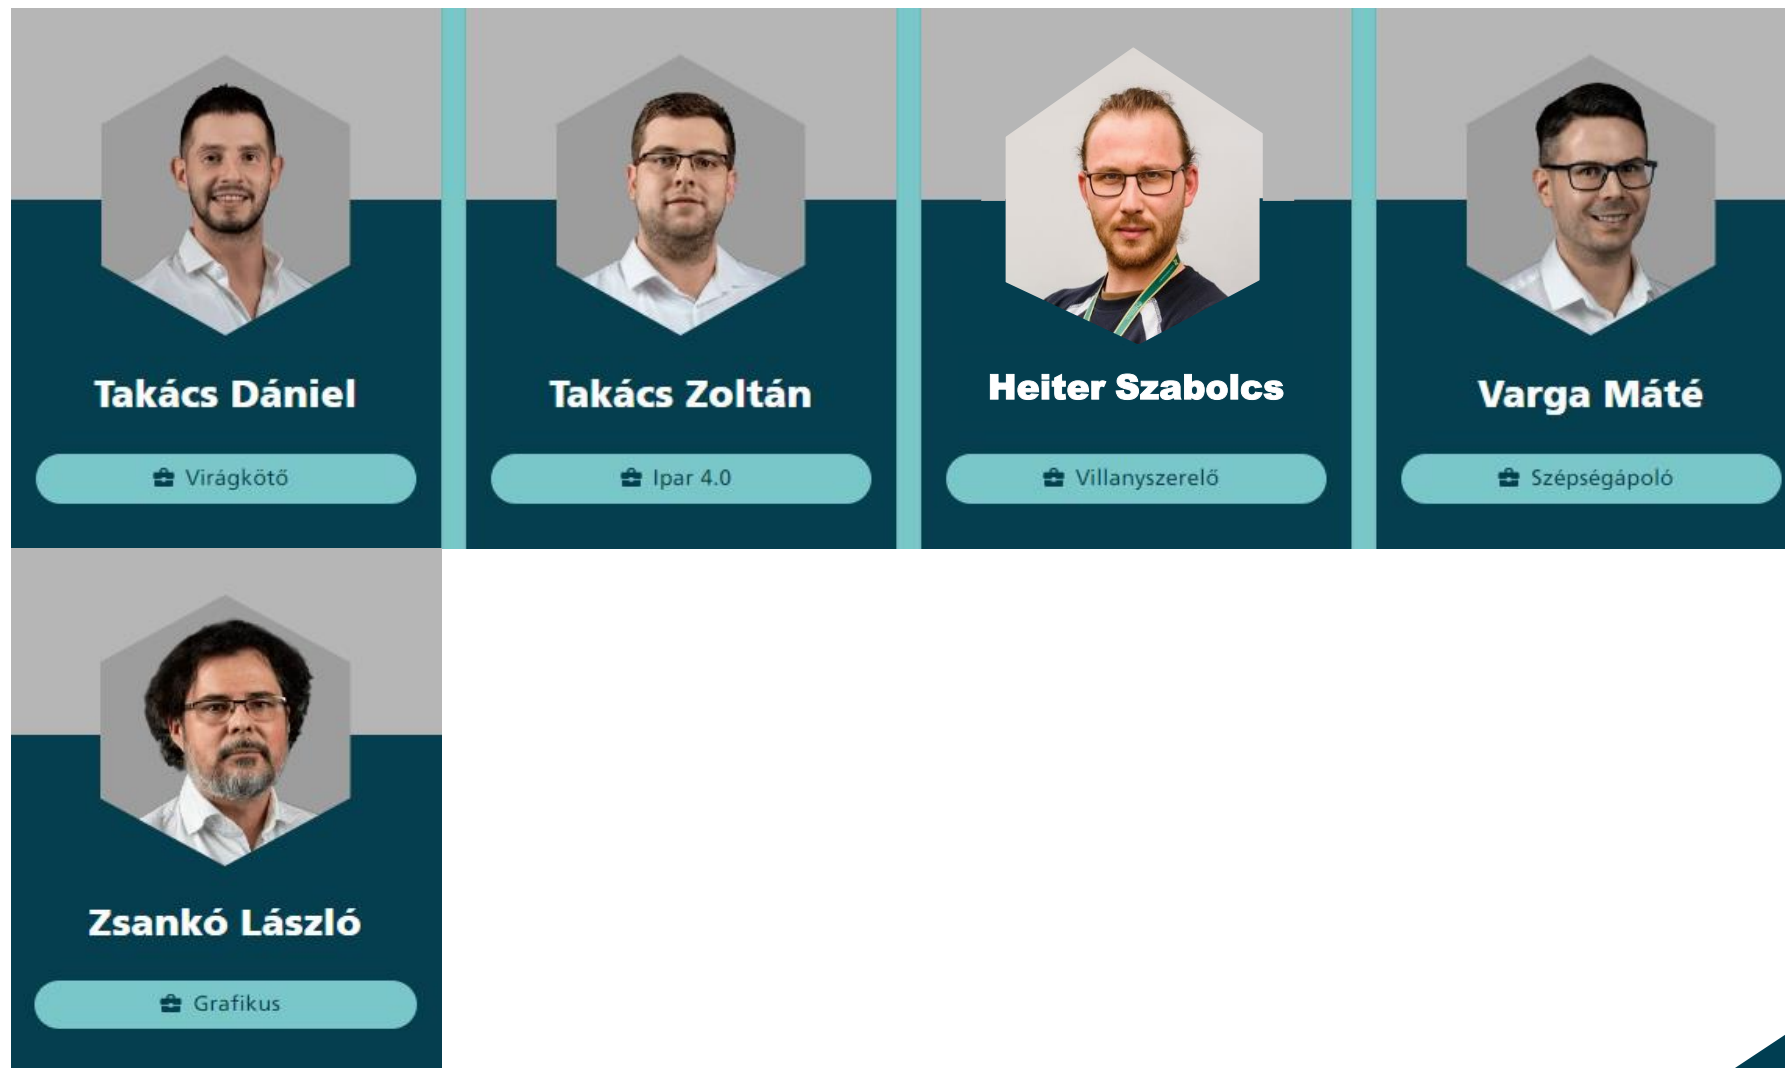 Takács Dániel
Virágkötő
Takács Zoltán
Ipar 4.0
Heiter Szabolcs
Villanyszerelő
Varga Máté
Szépségápoló
Zsankó László
Grafikus